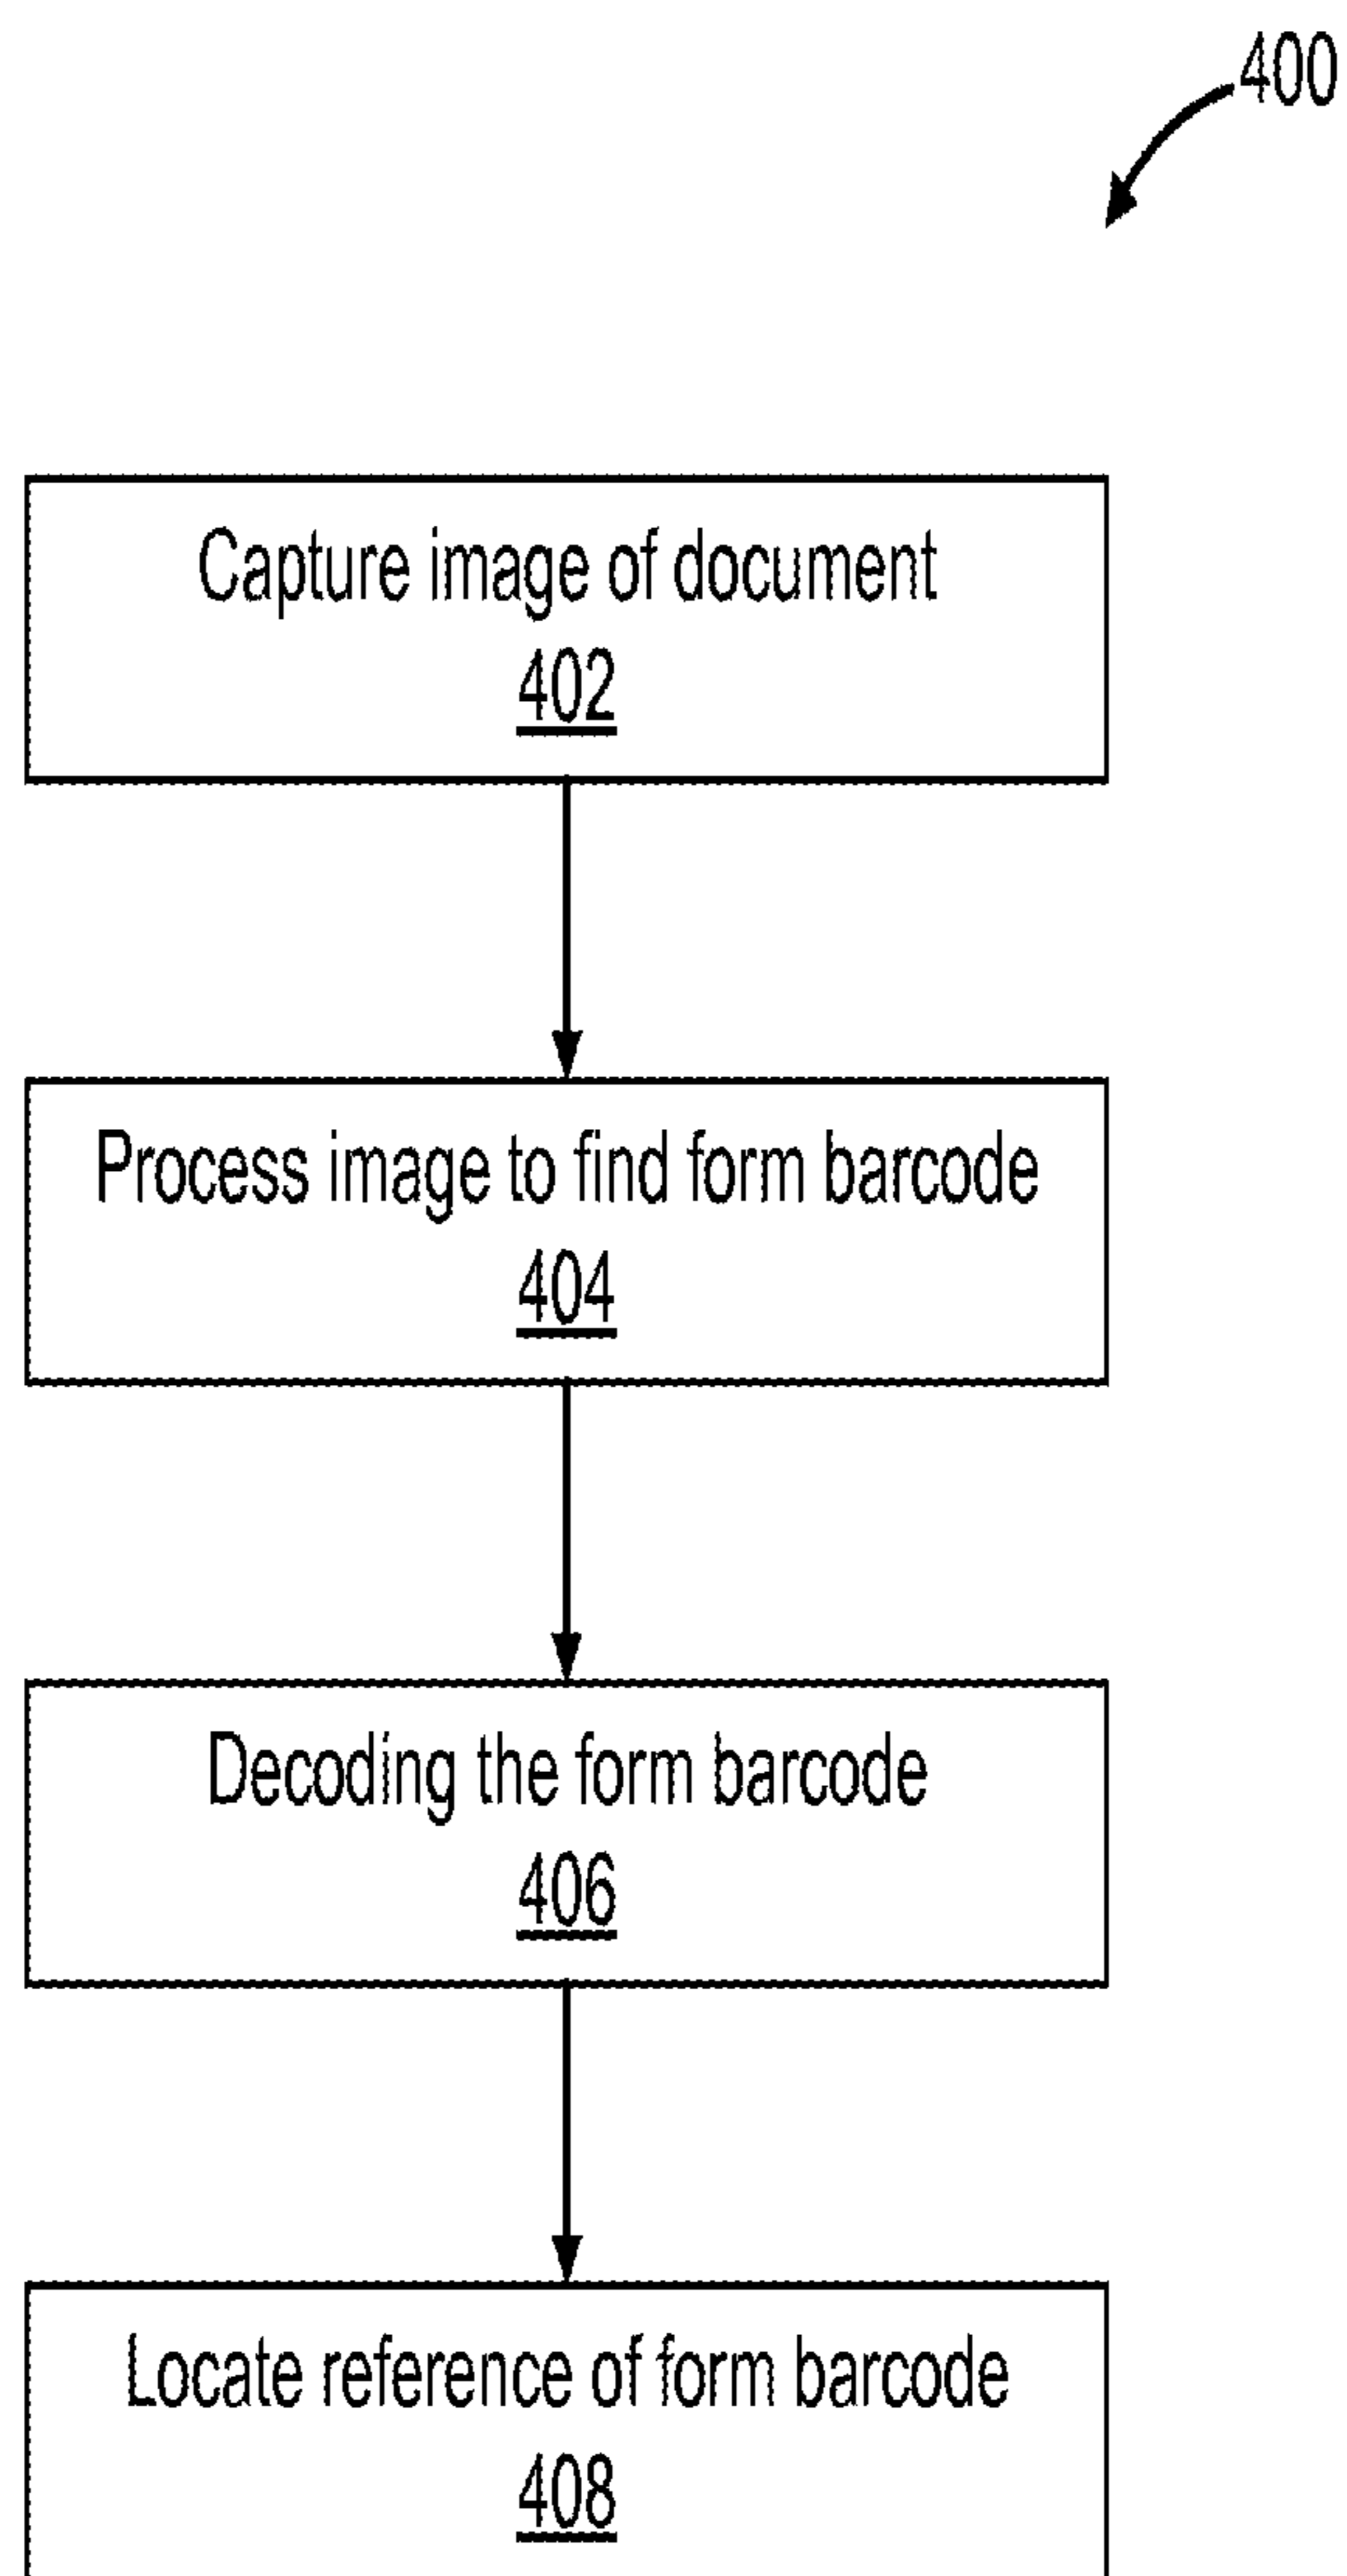 400
Capture image of document
402
Process image to find form barcode
404
Decoding the form barcode
406
Locate reference of form barcode
408